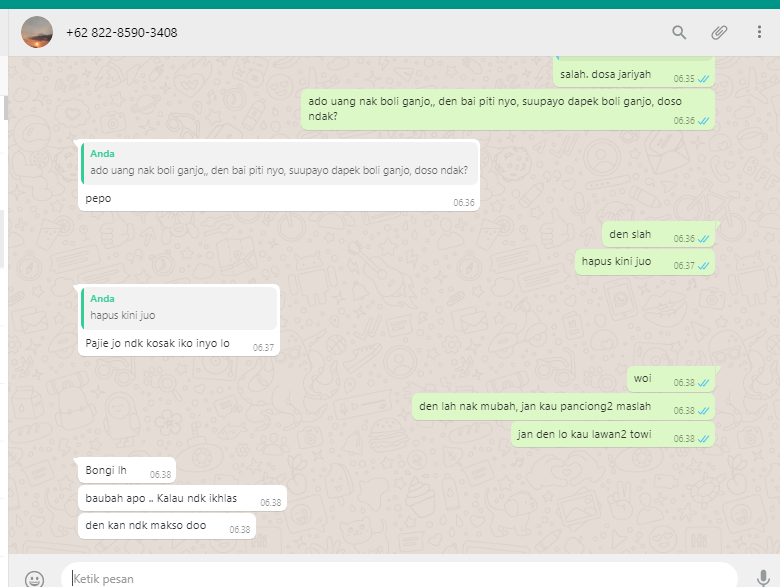 +62 822-8590-3408
salah. dosa jariyah
06.35
ado uang nak boli ganjo,, den bai piti nyo, suupayo dapek boli ganjo, doso
ndak?
06.36
Anda
ado uang nak boli ganjo,, den bai piti nyo, suupayo dapek boli ganjo, doso ndak?
pepo
06.36
den slah
06.36
hapus kini juo
06.37
Anda
hapus kini juo
Pajie jo ndk kosak iko inyo lo
06.37
woi
06.38
den lah nak mubah, jan kau panciong2 maslah
06.38
jan den lo kau lawan2 towi
06.38
Bongi lh
06.38
baubah apo .. Kalau ndk ikhlas
06.38
den kan ndk makso doo
06.38
Ketik pesan